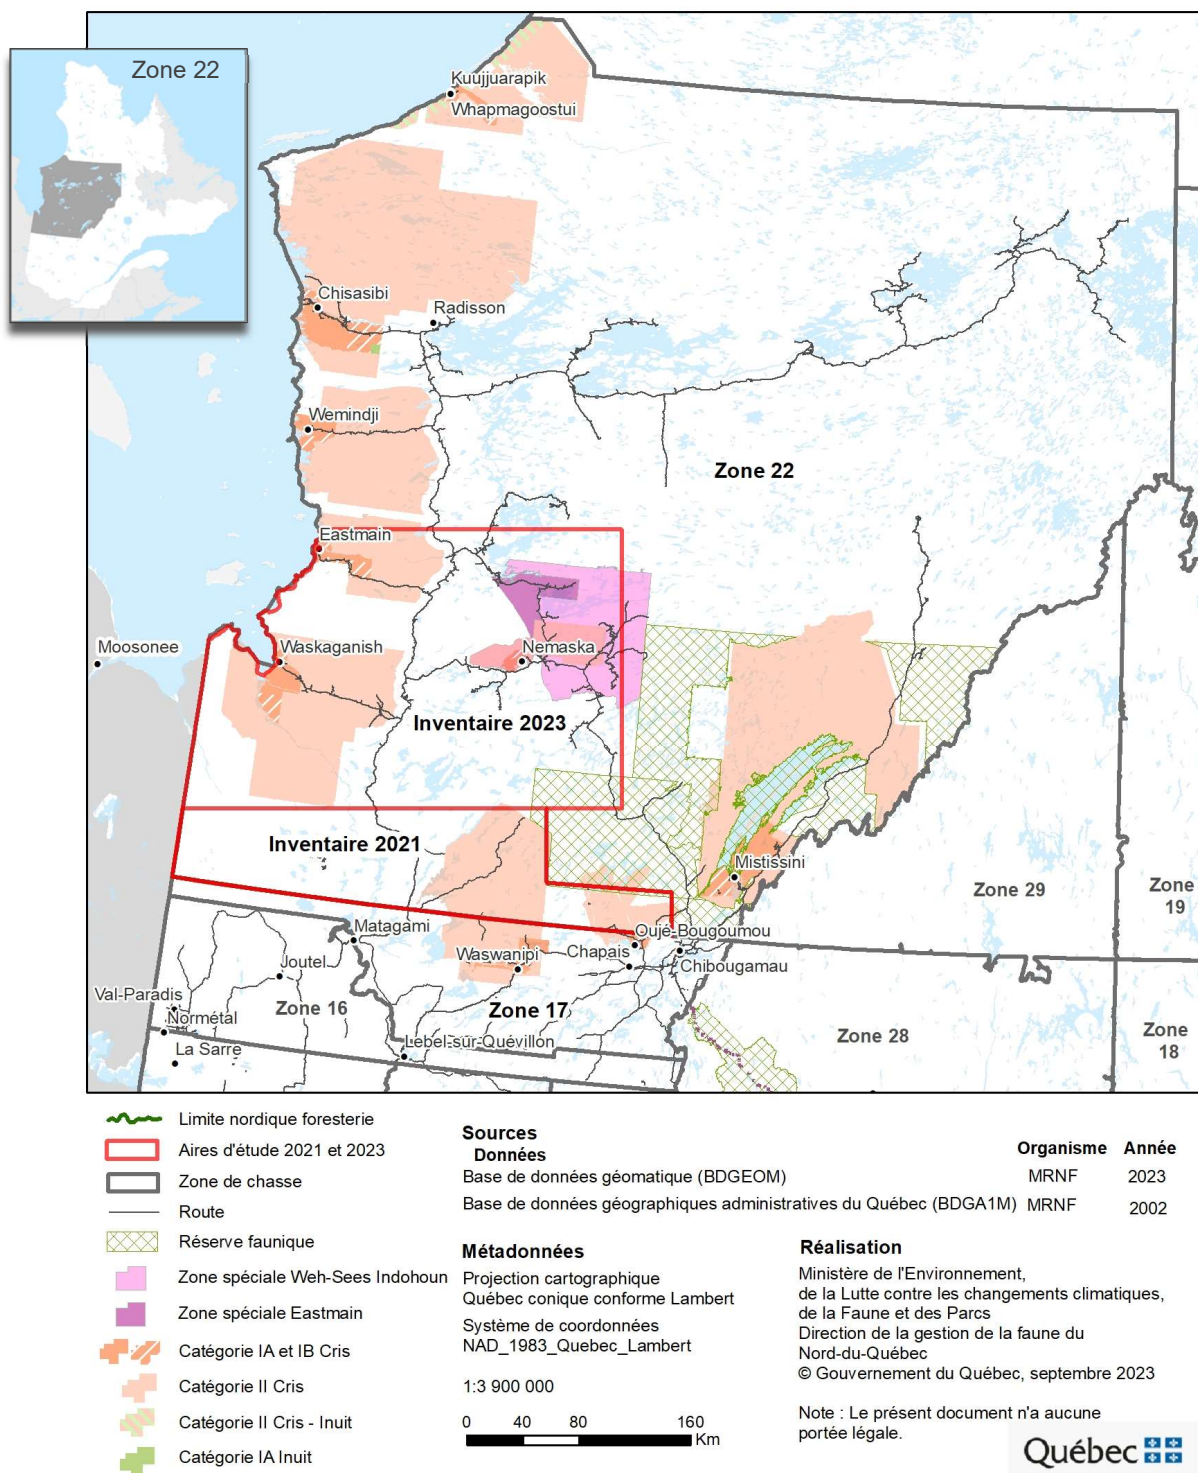 Zone 22
Kuujjuarapik
Whapmagoostui
Chisasibi
Radisson
Wemindji
Zone 22
Eastmain
Moosonee
Waskaganish
Nemaska
Inventaire 2023
Inventaire 2021
Mistissini
Zone 29
Zone
19
Matagami
Oujé-Bougoumou
Waswanipi
Chapais
Chibougamau
Joutel
Val-Paradis
Zone 16
Zone 17
Normétal
Zone 28
Zone
18
La Sarre
Lebel-sur-Quévillon
Limite nordique foresterie
Aires d'étude 2021 et 2023
Zone de chasse
Route
Réserve faunique
Zone spéciale Weh-Sees Indohoun
Zone spéciale Eastmain
Catégorie IA et IB Cris
Catégorie II Cris
Catégorie II Cris - Inuit
Catégorie IA Inuit
Sources
Données Organisme Année
Base de données géomatique (BDGEOM) MRNF 2023
Base de données géographiques administratives du Québec (BDGA1M) MRNF 2002
Métadonnées
Projection cartographique
Québec conique conforme Lambert
Système de coordonnées
NAD_1983_Quebec_Lambert
1:3 900 000
0 40 80 160
Km
Réalisation
Ministère de l'Environnement,
de la Lutte contre les changements climatiques,
de la Faune et des Parcs
Direction de la gestion de la faune du
Nord-du-Québec
© Gouvernement du Québec, septembre 2023
Note : Le présent document n'a aucune
portée légale.
Québec